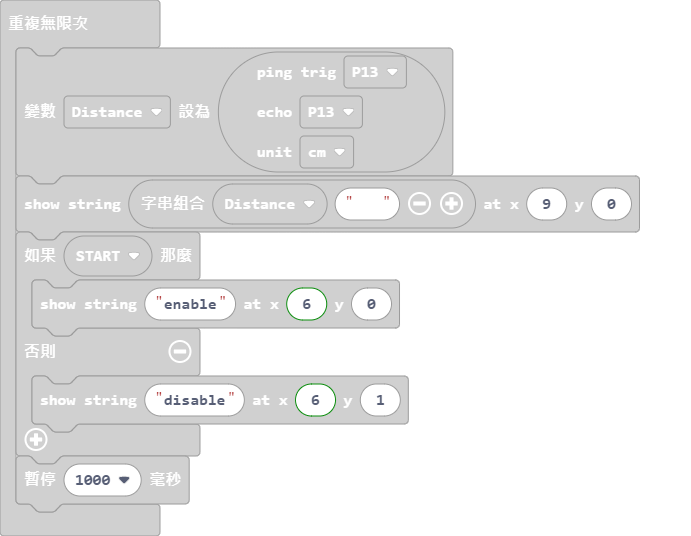 重複無限次
ping trig P13
變數 Distance 設為 echo P13
unit cm
show string 字串組合 Distance " " at x 9 y 0
如果 START 那麼
show string "enable" at x 6 y 0
否則
show string "disable" at x 6 y 1
暫停 1000 毫秒